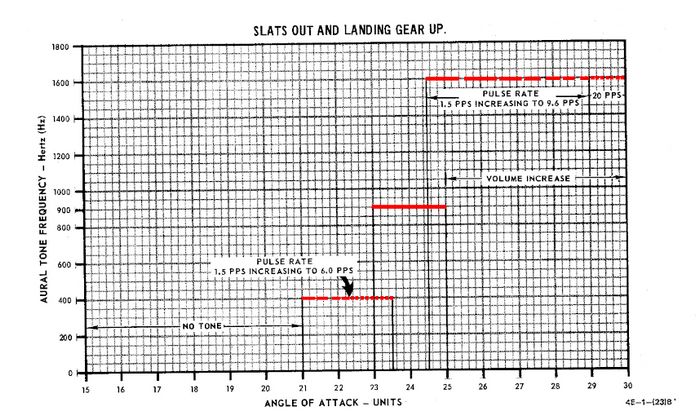 SLATS OUT AND LANDING GEAR UP.
1800
1600
1400
1200
1000
900
800
600
400
200
0
AURAL TONE FREQUENCY – Hertz (Hz)
PULSE RATE
1.5 PPS INCREASING TO 9.6 PPS
20 PPS
VOLUME INCREASE
PULSE RATE
1.5 PPS INCREASING TO 6.0 PPS
NO TONE
15 16 17 18 19 20 21 22 23 24 25 26 27 28 29 30
ANGLE OF ATTACK – UNITS
4E-1-(23)B